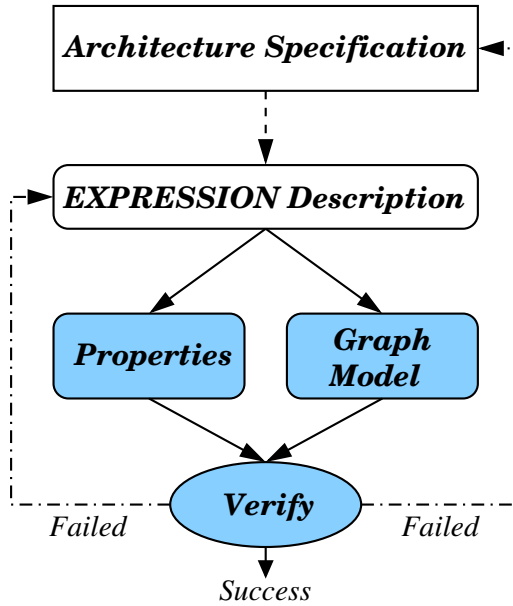 Architecture Specification
EXPRESSION Description
Properties
Graph
Model
Verify
Failed
Failed
Success